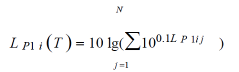 N
L P1 i (T) = 10 lg(∑10^{0.1L P 1ij} )
j=1